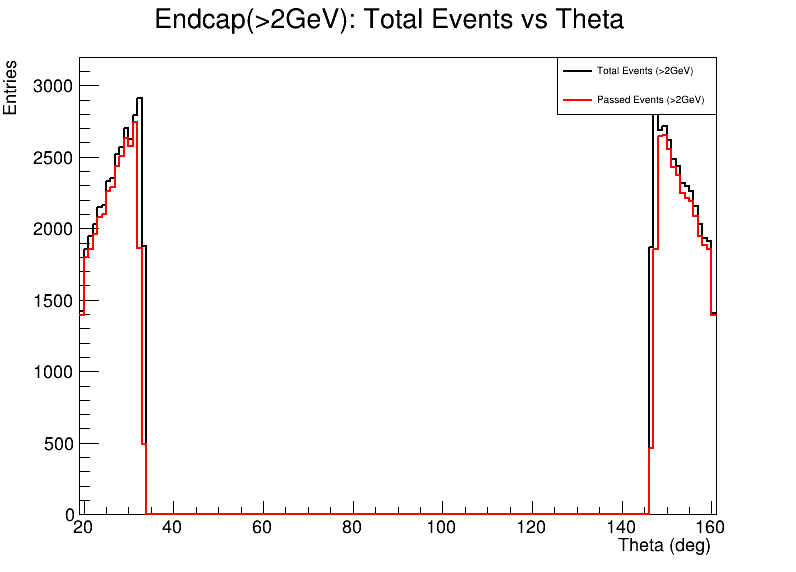 Endcap(>2GeV): Total Events vs Theta
Entries
Total Events (>2GeV)
Passed Events (>2GeV)
3000
2500
2000
1500
1000
500
0
20 40 60 80 100 120 140 160
Theta (deg)